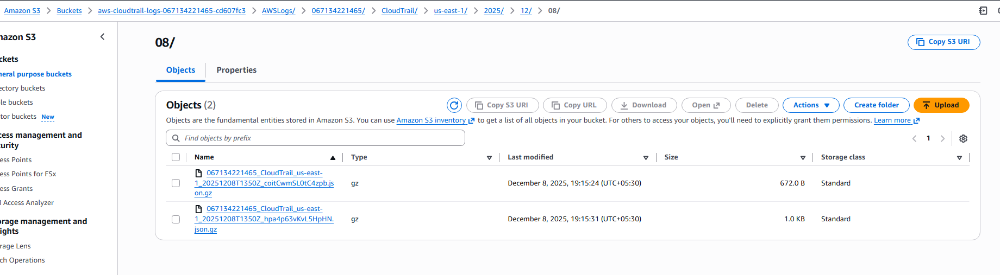 Amazon S3 > Buckets > aws-cloudtrail-logs-067134221465-cd607fc3 > AWSLogs/ > 067134221465/ > CloudTrail/ > us-east-1/ > 2025/ > 12/ > 08/
mazon S3
ckets
neral purpose buckets
ectory buckets
le buckets
tor buckets New
cess management and
curity
ess Points
ess Points for FSx
ess Grants
1 Access Analyzer
orage management and
ights
rage Lens
ch Operations
08/
Copy S3 URI
Objects Properties
Objects (2)
Copy S3 URI Copy URL Download Open Delete Actions Create folder Upload
Objects are the fundamental entities stored in Amazon S3. You can use Amazon S3 inventory to get a list of all objects in your bucket. For others to access your objects, you'll need to explicitly grant them permissions. Learn more
Find objects by prefix
1
Name Type Last modified Size Storage class
067134221465_CloudTrail_us-east-
1_20251208T1350Z_coitCwmSL0tC4zpb.js
on.gz
gz December 8, 2025, 19:15:24 (UTC+05:30) 672.0 B Standard
067134221465_CloudTrail_us-east-
1_20251208T1350Z_hpa4p63vKvL5HpHN.
json.gz
gz December 8, 2025, 19:15:31 (UTC+05:30) 1.0 KB Standard